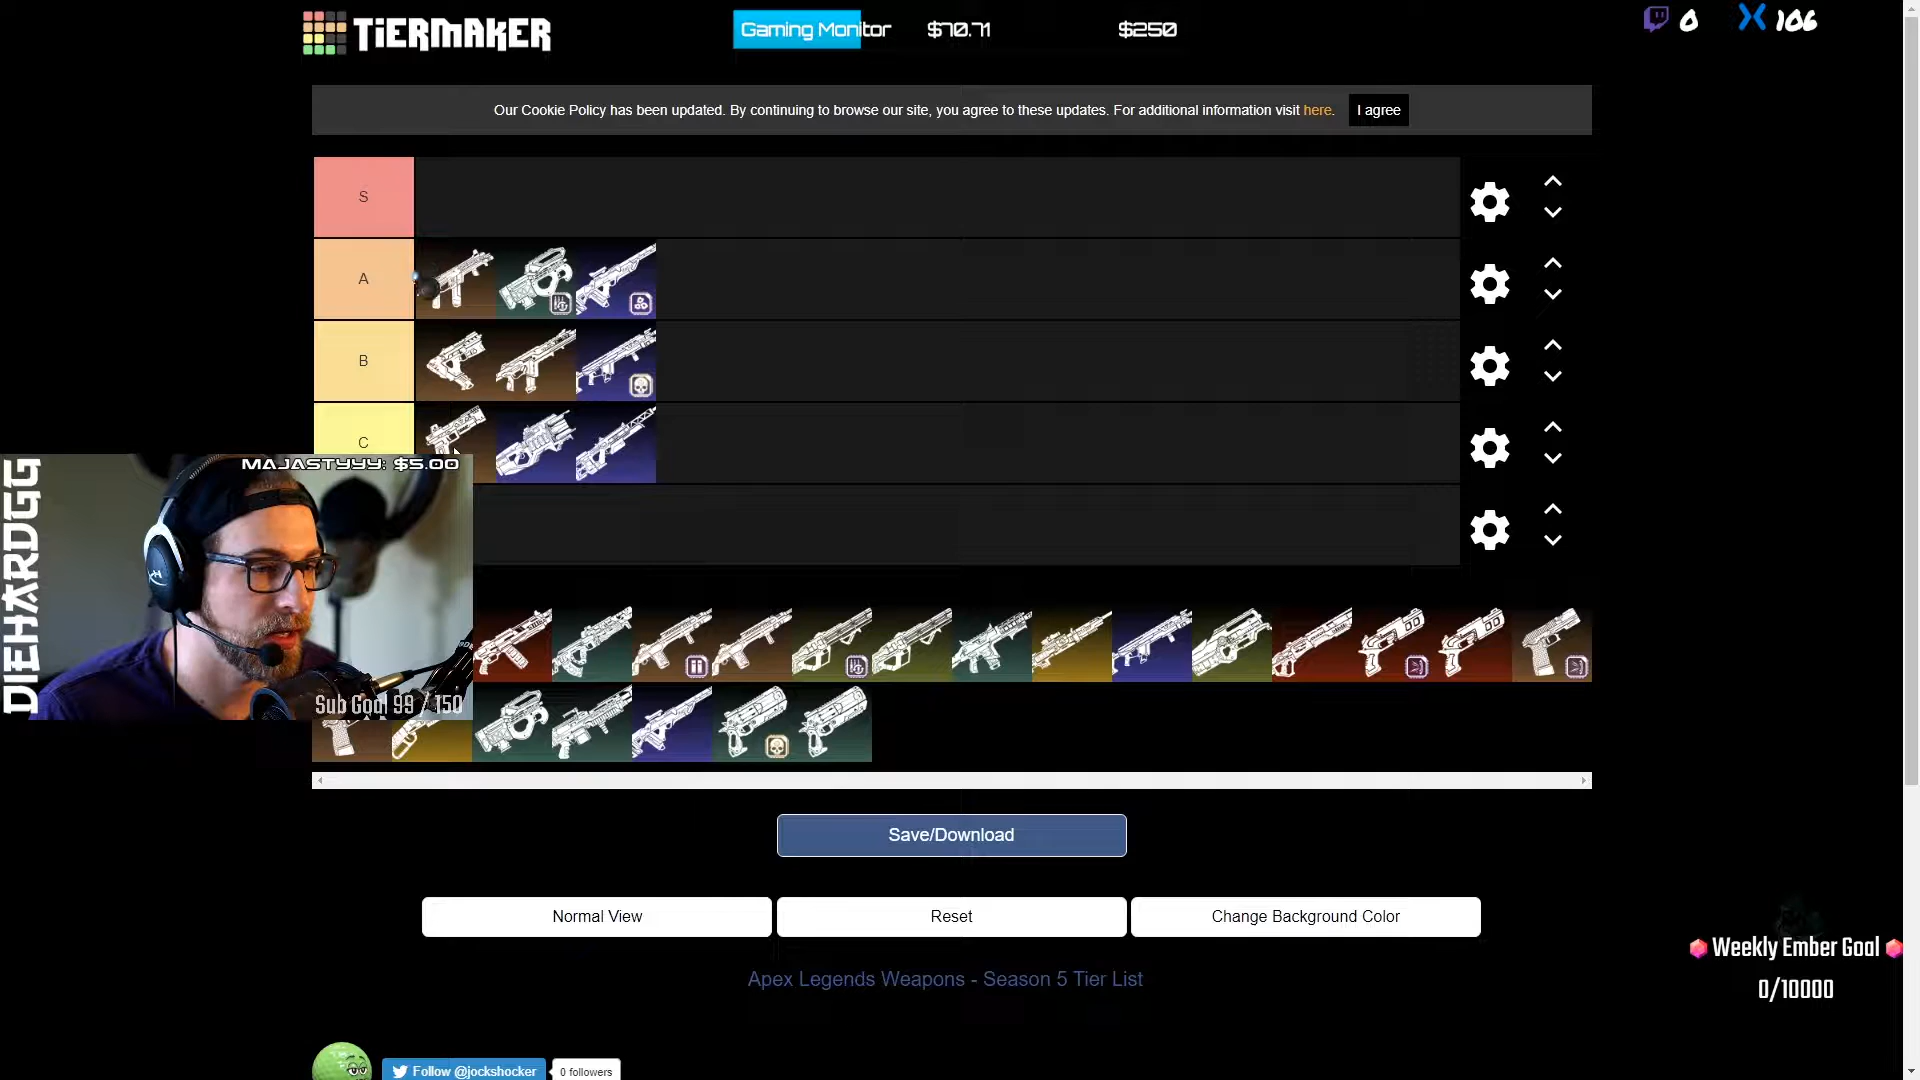 TiERMAKER
Gaming Monitor $70.71 $250
0 106
Our Cookie Policy has been updated. By continuing to browse our site, you agree to these updates. For additional information visit here. I agree
S
A
B
C
MAJASTYYY: $5.00
DIEHARDGG
Sub Goal 99 / 150
Save/Download
Normal View Reset Change Background Color
Weekly Ember Goal
0/10000
Apex Legends Weapons - Season 5 Tier List
Follow @jockshocker 0 followers